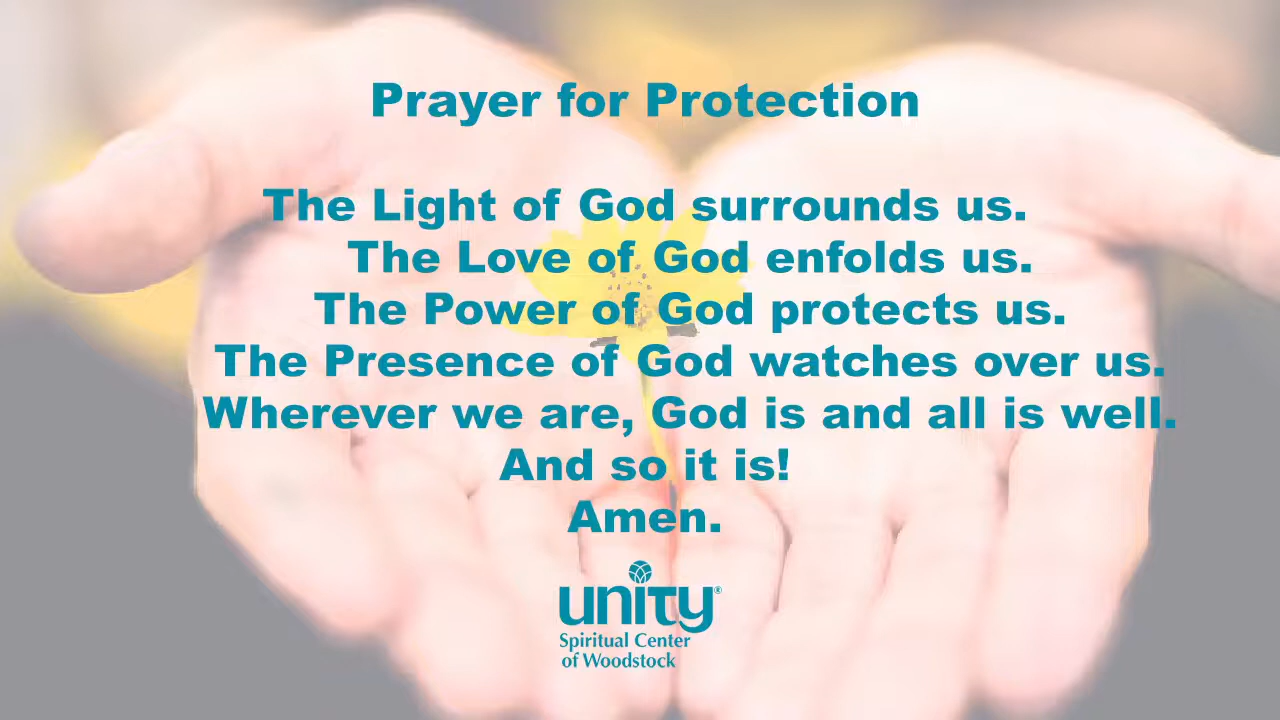 Prayer for Protection
The Light of God surrounds us.
The Love of God enfolds us.
The Power of God protects us.
The Presence of God watches over us.
Wherever we are, God is and all is well.
And so it is!
Amen.
unity®
Spiritual Center
of Woodstock